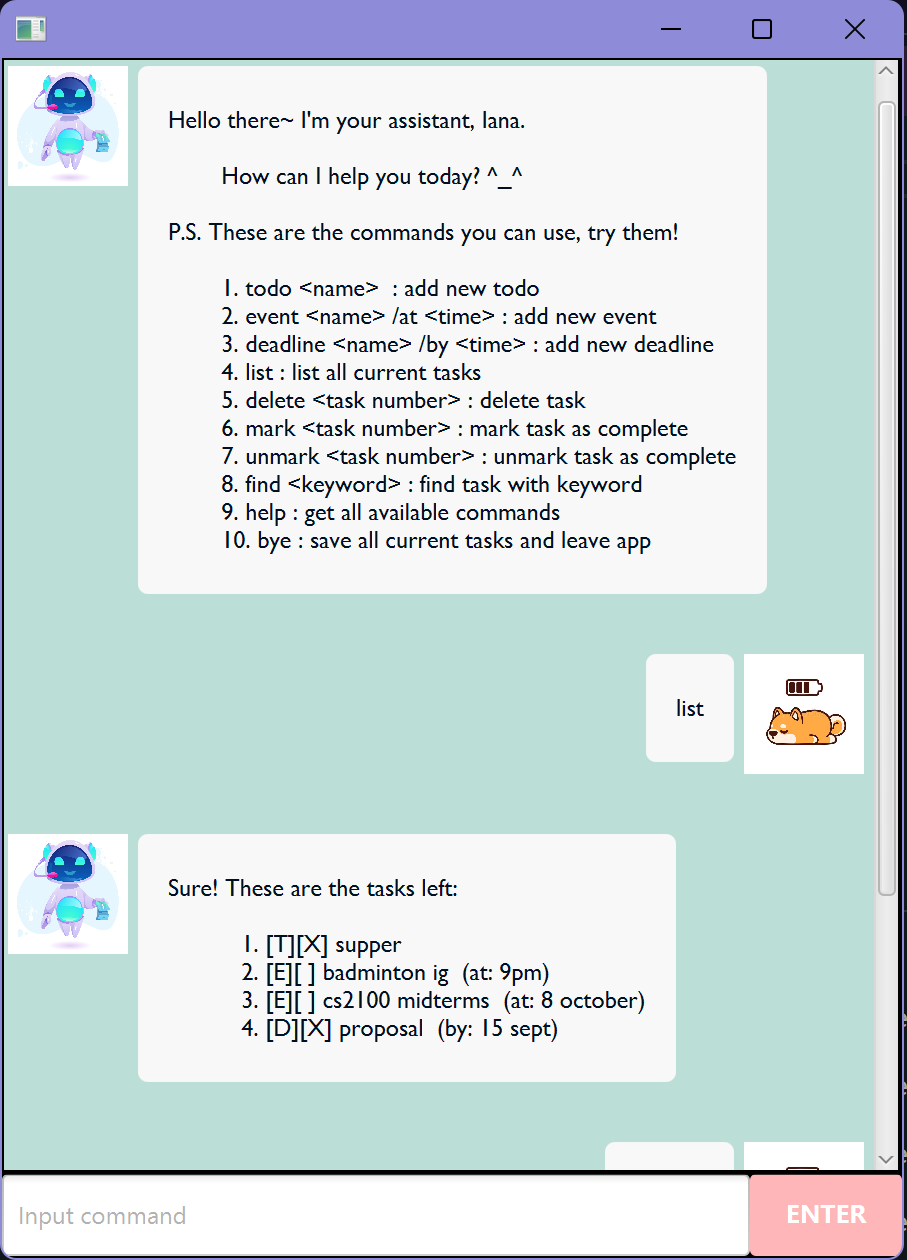 Hello there~ I'm your assistant, Iana.
How can I help you today? ^_^
P.S. These are the commands you can use, try them!
1. todo <name>  : add new todo
2. event <name> /at <time> : add new event
3. deadline <name> /by <time> : add new deadline
4. list : list all current tasks
5. delete <task number> : delete task
6. mark <task number> : mark task as complete
7. unmark <task number> : unmark task as complete
8. find <keyword> : find task with keyword
9. help : get all available commands
10. bye : save all current tasks and leave app
list
Sure! These are the tasks left:
1. [T][X] supper
2. [E][ ] badminton ig  (at: 9pm)
3. [E][ ] cs2100 midterms  (at: 8 october)
4. [D][X] proposal  (by: 15 sept)
Input command
ENTER